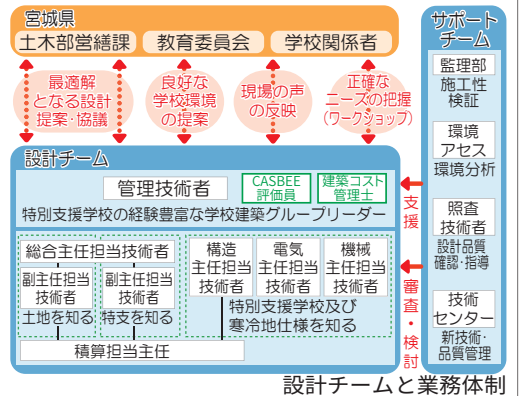 宮城県
土木部営繕課
教育委員会
学校関係者
最適解
となる設計
提案・協議
良好な
学校環境
の提案
現場の声
の反映
正確な
ニーズの把握
(ワークショップ)
設計チーム
管理技術者
CASBEE
評価員
建築コスト
管理士
特別支援学校の経験豊富な学校建築グループリーダー
総合主任担当技術者
副主任担当
技術者
土地を知る
副主任担当
技術者
特支を知る
構造
主任担当
技術者
電気
主任担当
技術者
機械
主任担当
技術者
特別支援学校及び
寒冷地仕様を知る
積算担当主任
支援
審査・検討
サポート
チーム
監理部
施工性
検証
環境
アセス
環境分析
照査
技術者
設計品質
確認・指導
技術
センター
新技術・
品質管理
設計チームと業務体制